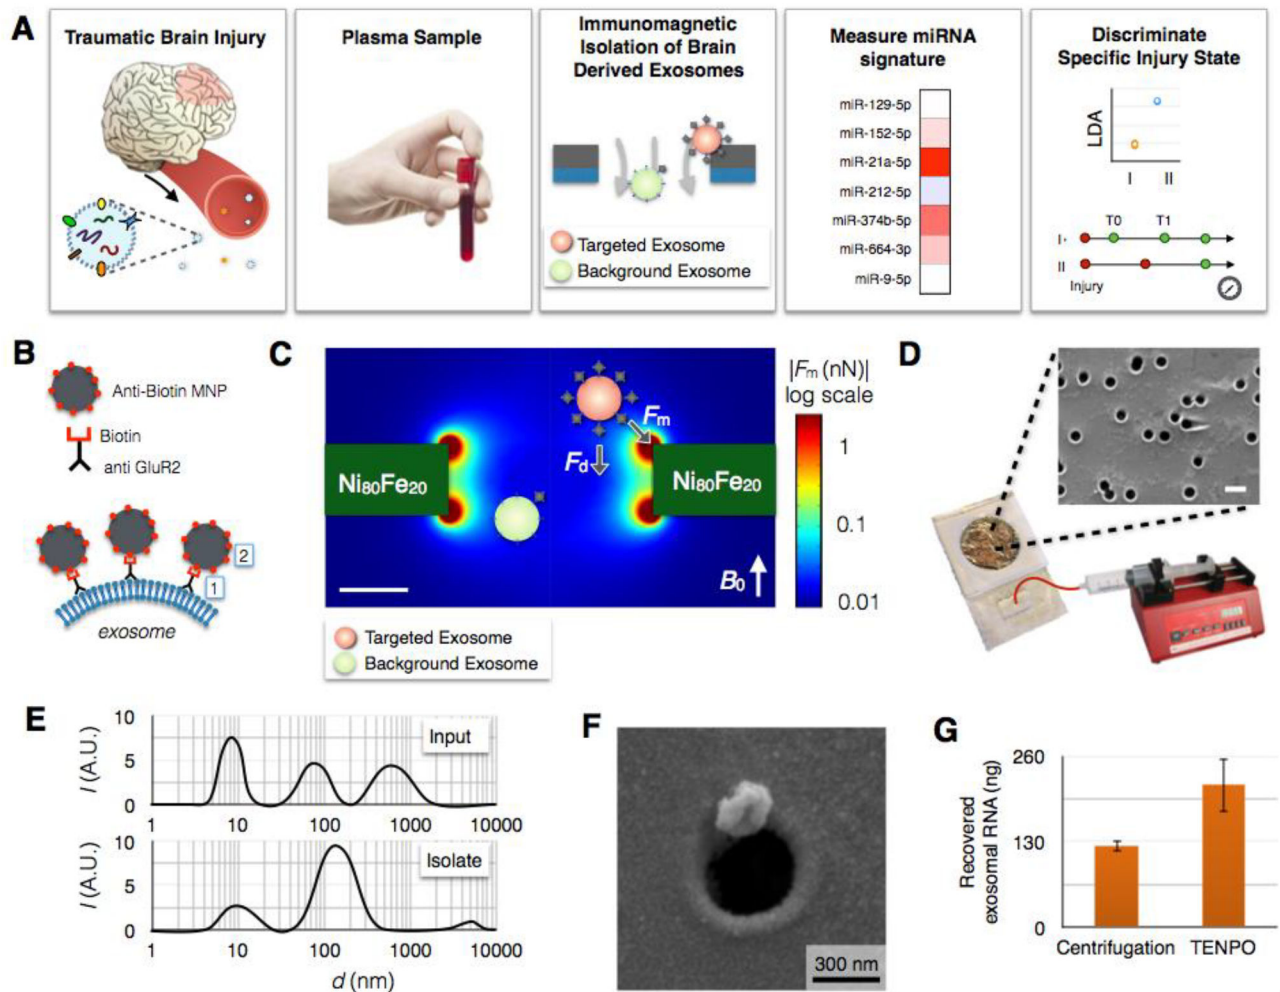 A
Traumatic Brain Injury
Plasma Sample
Immunomagnetic
Isolation of Brain
Derived Exosomes
Targeted Exosome
Background Exosome
Measure miRNA
signature
miR-129-5p
miR-152-5p
miR-21a-5p
miR-212-5p
miR-374b-5p
miR-664-3p
miR-9-5p
Discriminate
Specific Injury State
LDA
I II
T0 T1
I
II
Injury
B
Anti-Biotin MNP
Biotin
anti GluR2
2
1
exosome
C
Ni80Fe20
Ni80Fe20
Fm
Fd
B0
|Fm (nN)|
log scale
1
0.1
0.01
Targeted Exosome
Background Exosome
D
E
I (A.U.)
10
5
0
Input
1 10 100 1000 10000
I (A.U.)
10
5
0
Isolate
1 10 100 1000 10000
d (nm)
F
300 nm
G
Recovered
exosomal RNA (ng)
260
130
0
Centrifugation TENPO